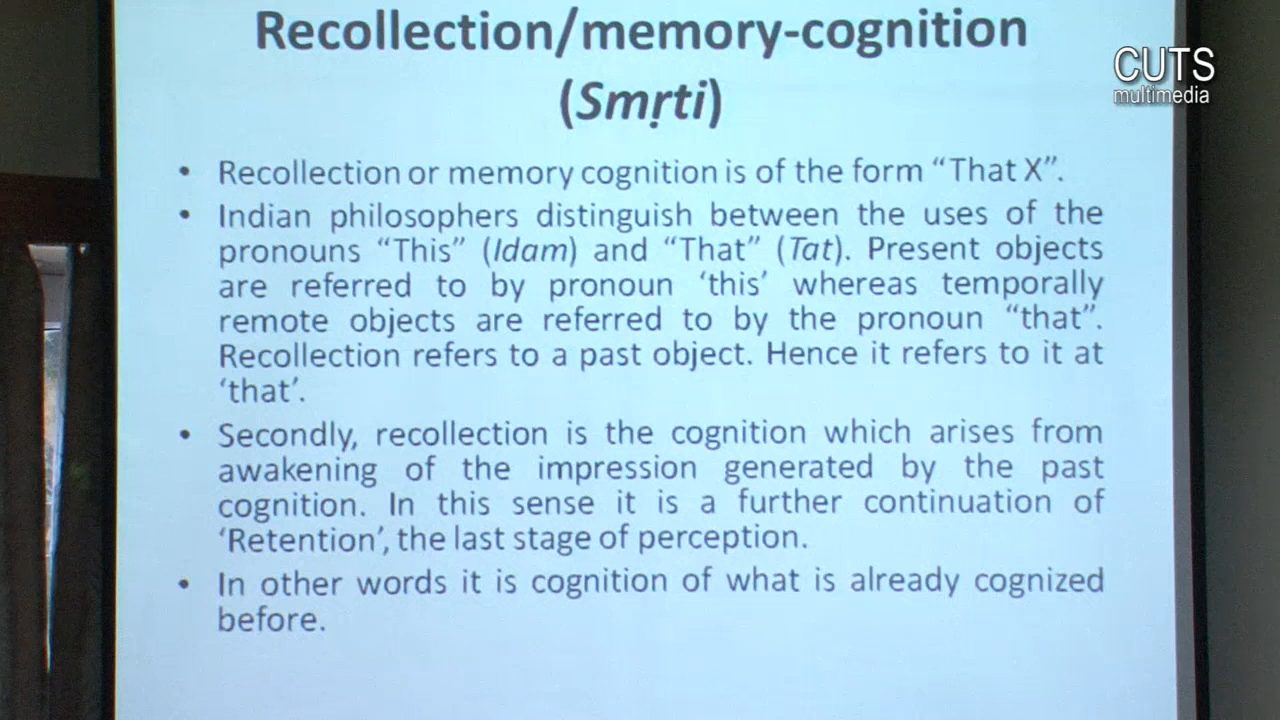 Recollection/memory-cognition
(Smṛti)
CUTS
multimedia
• Recollection or memory cognition is of the form “That X”.
• Indian philosophers distinguish between the uses of the
pronouns “This” (Idam) and “That” (Tat). Present objects
are referred to by pronoun ‘this’ whereas temporally
remote objects are referred to by the pronoun “that”.
Recollection refers to a past object. Hence it refers to it at
‘that’.
• Secondly, recollection is the cognition which arises from
awakening of the impression generated by the past
cognition. In this sense it is a further continuation of
‘Retention’, the last stage of perception.
• In other words it is cognition of what is already cognized
before.